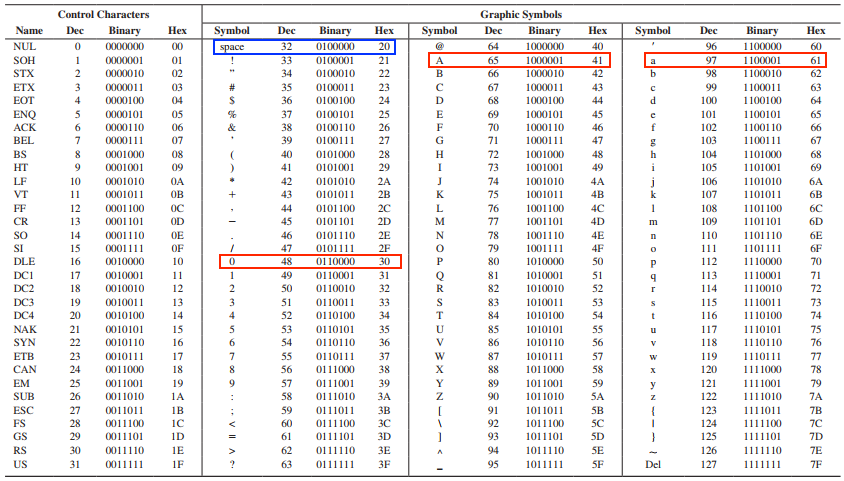 Control Characters Graphic Symbols
Name Dec Binary Hex Symbol Dec Binary Hex Symbol Dec Binary Hex Symbol Dec Binary Hex
NUL 0 0000000 00 space 32 0100000 20 @ 64 1000000 40 ′ 96 1100000 60
SOH 1 0000001 01 ! 33 0100001 21 A 65 1000001 41 a 97 1100001 61
STX 2 0000010 02 " 34 0100010 22 B 66 1000010 42 b 98 1100010 62
ETX 3 0000011 03 # 35 0100011 23 C 67 1000011 43 c 99 1100011 63
EOT 4 0000100 04 $ 36 0100100 24 D 68 1000100 44 d 100 1100100 64
ENQ 5 0000101 05 % 37 0100101 25 E 69 1000101 45 e 101 1100101 65
ACK 6 0000110 06 & 38 0100110 26 F 70 1000110 46 f 102 1100110 66
BEL 7 0000111 07 ' 39 0100111 27 G 71 1000111 47 g 103 1100111 67
BS 8 0001000 08 ( 40 0101000 28 H 72 1001000 48 h 104 1101000 68
HT 9 0001001 09 ) 41 0101001 29 I 73 1001001 49 i 105 1101001 69
LF 10 0001010 0A * 42 0101010 2A J 74 1001010 4A j 106 1101010 6A
VT 11 0001011 0B + 43 0101011 2B K 75 1001011 4B k 107 1101011 6B
FF 12 0001100 0C , 44 0101100 2C L 76 1001100 4C l 108 1101100 6C
CR 13 0001101 0D − 45 0101101 2D M 77 1001101 4D m 109 1101101 6D
SO 14 0001110 0E . 46 0101110 2E N 78 1001110 4E n 110 1101110 6E
SI 15 0001111 0F / 47 0101111 2F O 79 1001111 4F o 111 1101111 6F
DLE 16 0010000 10 0 48 0110000 30 P 80 1010000 50 p 112 1110000 70
DC1 17 0010001 11 1 49 0110001 31 Q 81 1010001 51 q 113 1110001 71
DC2 18 0010010 12 2 50 0110010 32 R 82 1010010 52 r 114 1110010 72
DC3 19 0010011 13 3 51 0110011 33 S 83 1010011 53 s 115 1110011 73
DC4 20 0010100 14 4 52 0110100 34 T 84 1010100 54 t 116 1110100 74
NAK 21 0010101 15 5 53 0110101 35 U 85 1010101 55 u 117 1110101 75
SYN 22 0010110 16 6 54 0110110 36 V 86 1010110 56 v 118 1110110 76
ETB 23 0010111 17 7 55 0110111 37 W 87 1010111 57 w 119 1110111 77
CAN 24 0011000 18 8 56 0111000 38 X 88 1011000 58 x 120 1111000 78
EM 25 0011001 19 9 57 0111001 39 Y 89 1011001 59 y 121 1111001 79
SUB 26 0011010 1A : 58 0111010 3A Z 90 1011010 5A z 122 1111010 7A
ESC 27 0011011 1B ; 59 0111011 3B [ 91 1011011 5B { 123 1111011 7B
FS 28 0011100 1C < 60 0111100 3C \ 92 1011100 5C | 124 1111100 7C
GS 29 0011101 1D = 61 0111101 3D ] 93 1011101 5D } 125 1111101 7D
RS 30 0011110 1E > 62 0111110 3E ^ 94 1011110 5E ~ 126 1111110 7E
US 31 0011111 1F ? 63 0111111 3F _ 95 1011111 5F Del 127 1111111 7F